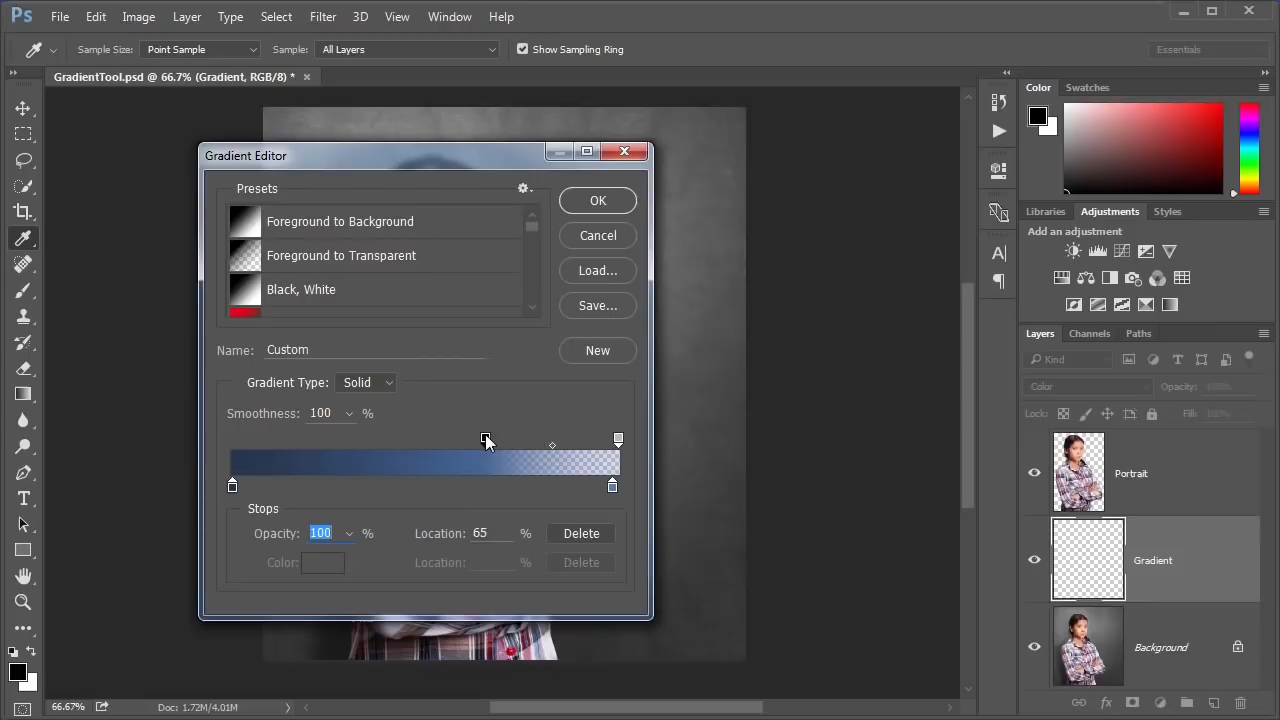 Ps File Edit Image Layer Type Select Filter 3D View Window Help
Sample Size: Point Sample Sample: All Layers Show Sampling Ring Essentials
GradientTool.psd @ 66.7% (Gradient, RGB/8) * ×
Color Swatches
Gradient Editor
Presets
Foreground to Background
Foreground to Transparent
Black, White
OK
Cancel
Load...
Save...
New
Name: Custom
Gradient Type: Solid
Smoothness: 100 %
Stops
Opacity: 100 % Location: 65 % Delete
Color: Location: % Delete
Libraries Adjustments Styles
Add an adjustment
Layers Channels Paths
Kind
Color Opacity: 100%
Lock: Fill: 100%
Portrait
Gradient
Background
66.67% Doc: 1.72M/4.01M